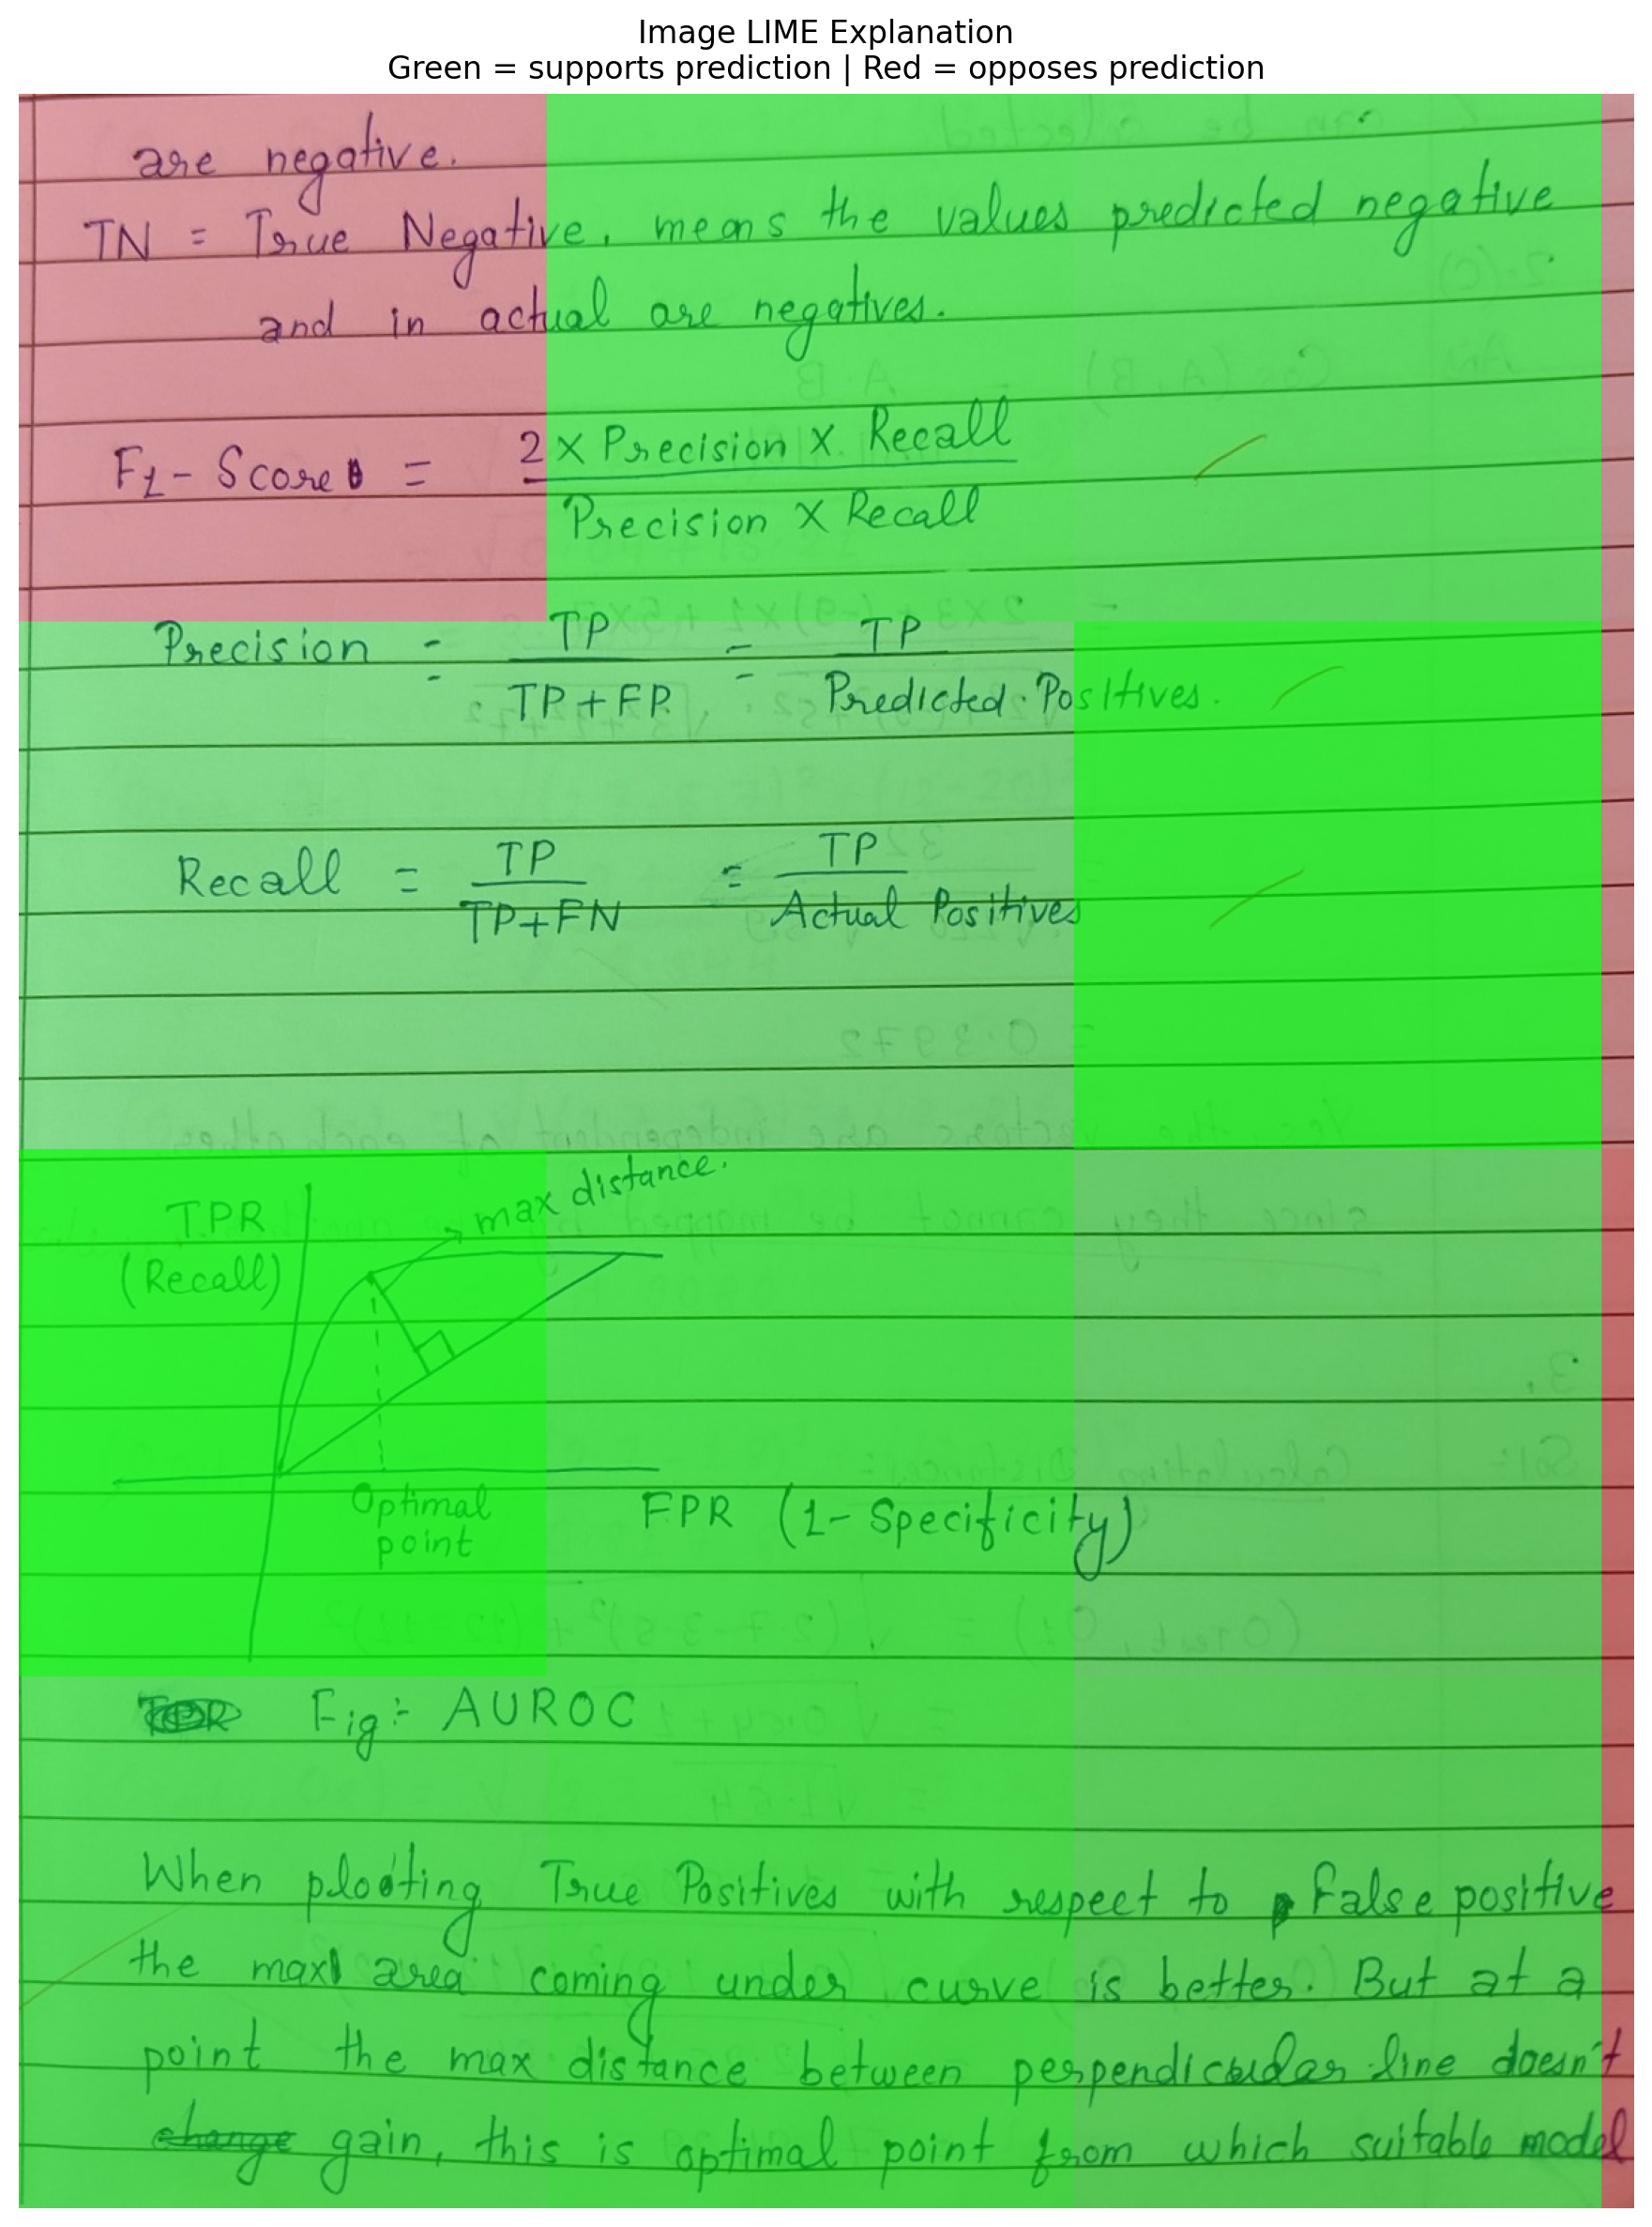 Image LIME Explanation
Green = supports prediction | Red = opposes prediction
are negative.
TN = True Negative. means the values predicted negative
and in actual are negatives.
F1 - Score = 2 X Precision X Recall
Precision X Recall
Precision = TP = TP
TP + FP Predicted Positives.
Recall = TP = TP
TP+FN Actual Positives
max distance.
TPR
(Recall)
Optimal
point
FPR (1- Specificity)
Fig:- AUROC
When plooting True Positives with respect to False positive
the max area coming under curve is better. But at a
point the max distance between perpendicular line doesn't
change gain, this is optimal point from which suitable model